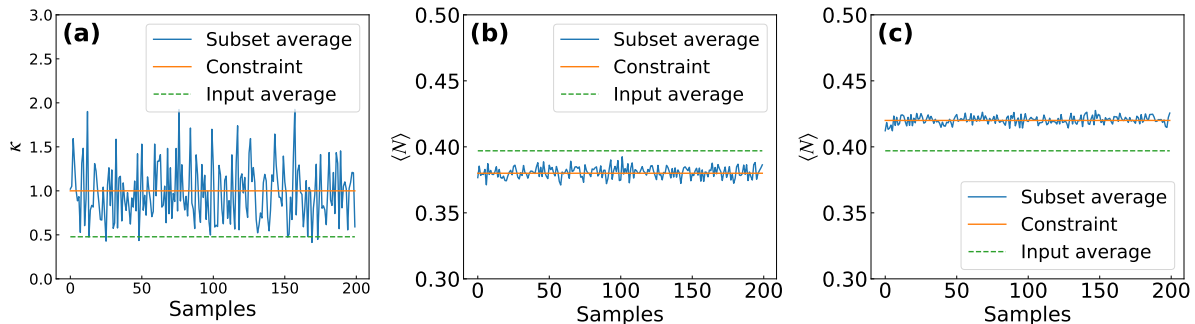 (a)
Subset average
Constraint
Input average
3.0
2.5
2.0
1.5
1.0
0.5
0.0
κ
0
50
100
150
200
Samples
(b)
Subset average
Constraint
Input average
0.50
0.45
0.40
0.35
0.30
⟨N⟩
0
50
100
150
200
Samples
(c)
0.50
0.45
0.40
0.35
0.30
⟨N⟩
Subset average
Constraint
Input average
0
50
100
150
200
Samples